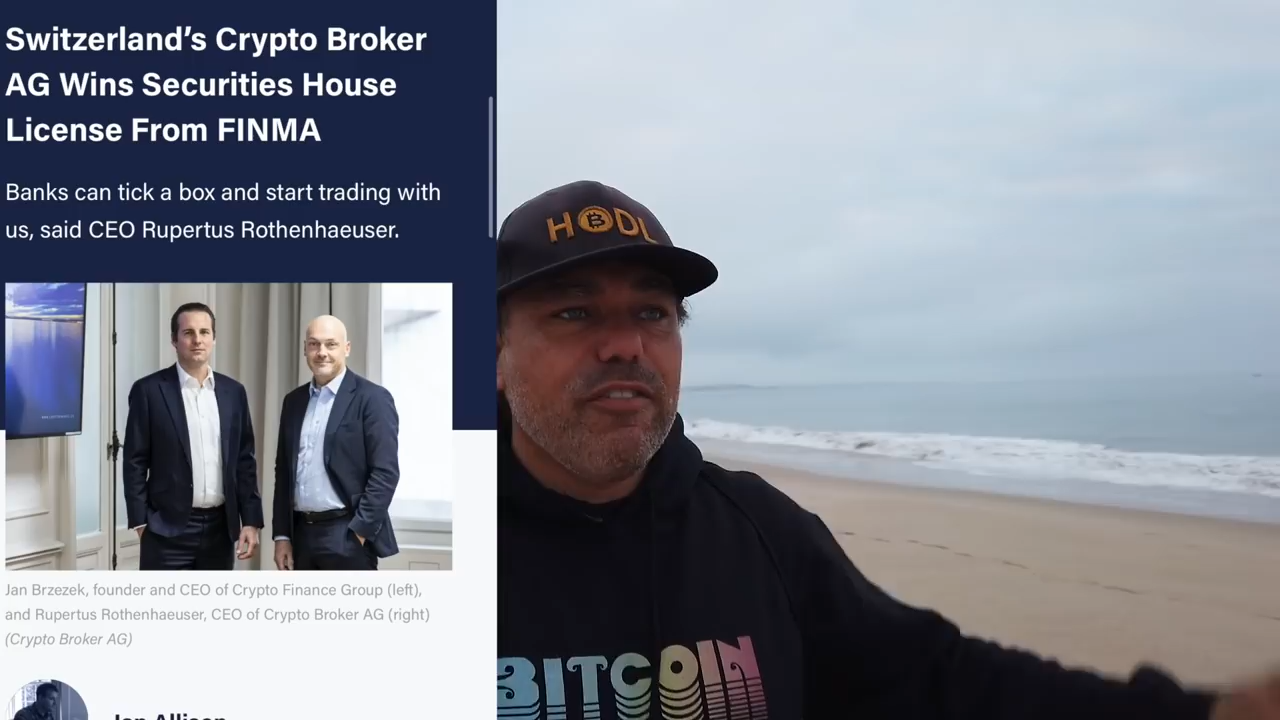 Switzerland’s Crypto Broker
AG Wins Securities House
License From FINMA
Banks can tick a box and start trading with
us, said CEO Rupertus Rothenhaeuser.
Jan Brzezek, founder and CEO of Crypto Finance Group (left),
and Rupertus Rothenhaeuser, CEO of Crypto Broker AG (right)
(Crypto Broker AG)
Ian Allison
HODL
BITCOIN